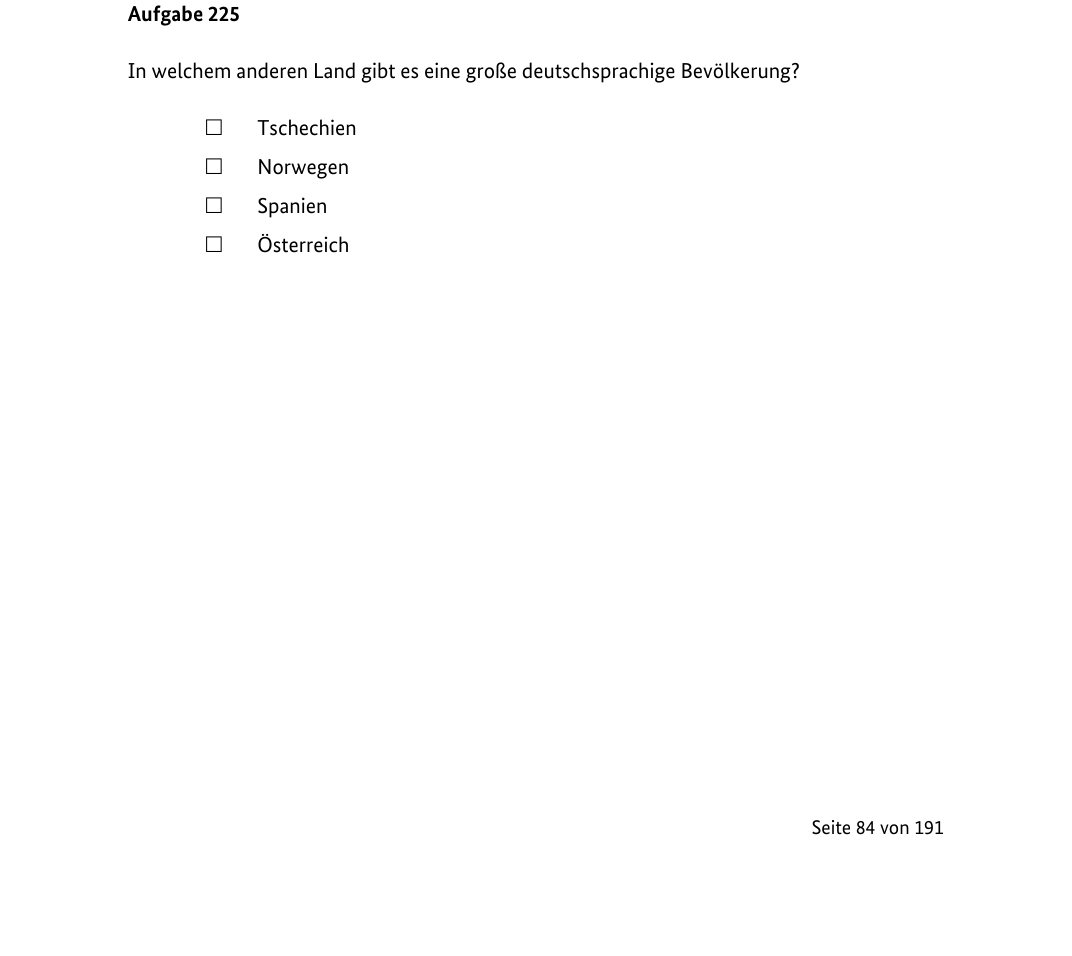 Aufgabe 225
In welchem anderen Land gibt es eine große deutschsprachige Bevölkerung?
☐ Tschechien
☐ Norwegen
☐ Spanien
☐ Österreich
Seite 84 von 191